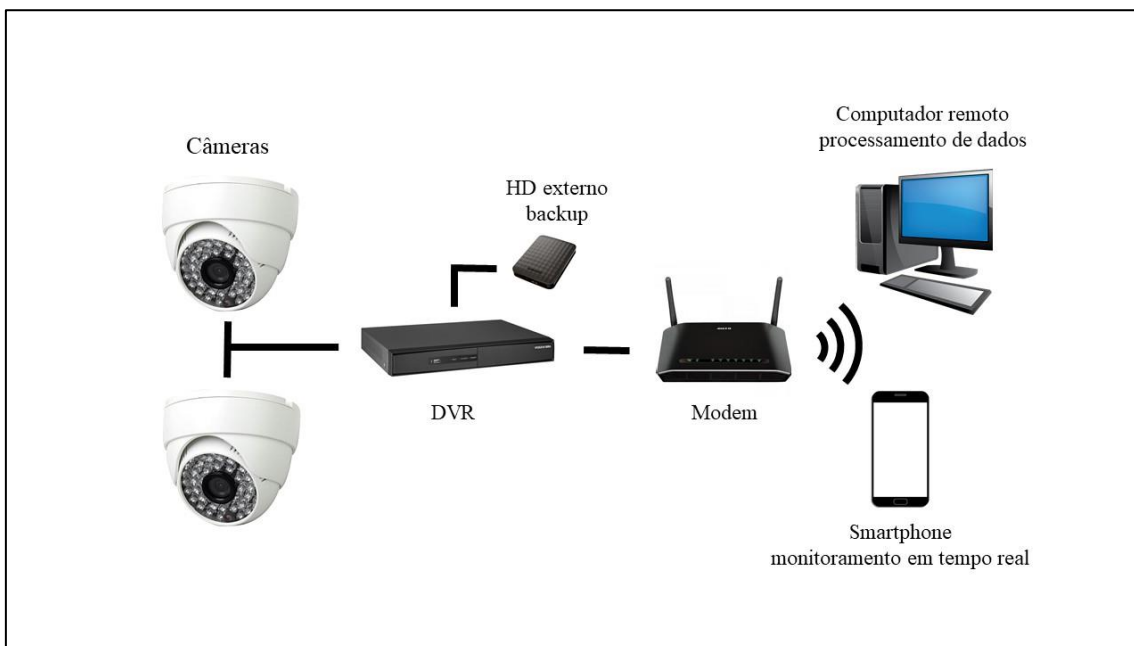 Câmeras
HD externo
backup
Computador remoto
processamento de dados
DVR
Modem
Smartphone
monitoramento em tempo real